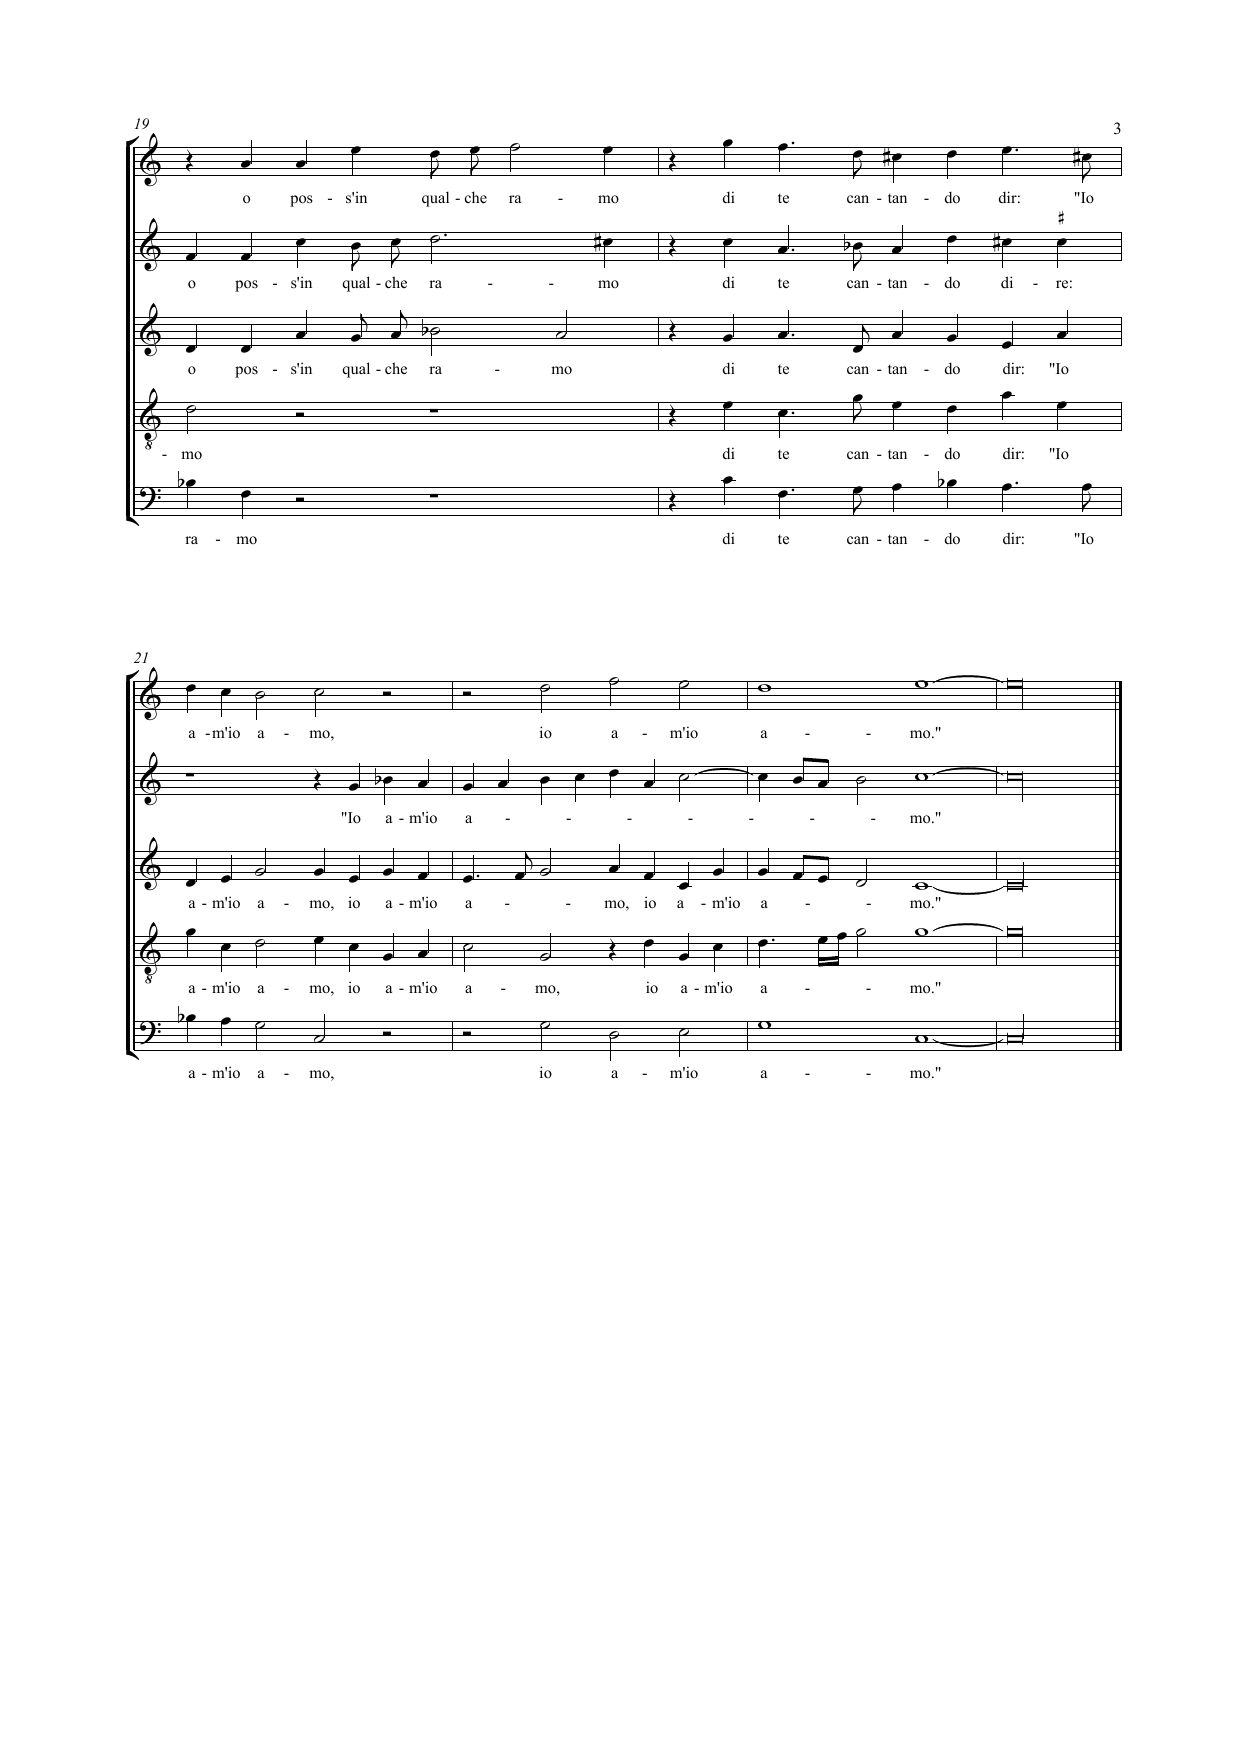 19
3
o pos - s'in qual - che ra - mo di te can - tan - do dir: "Io
o pos - s'in qual - che ra - - mo di te can - tan - do di - re:
o pos - s'in qual - che ra - mo di te can - tan - do dir: "Io
- mo di te can - tan - do dir: "Io
ra - mo di te can - tan - do dir: "Io
21
a - m'io a - mo, io a - m'io a - - mo."
"Io a - m'io a - - - - - - - mo."
a - m'io a - mo, io a - m'io a - - mo, io a - m'io a - - mo."
a - m'io a - mo, io a - m'io a - mo, io a - m'io a - - mo."
a - m'io a - mo, io a - m'io a - - mo."